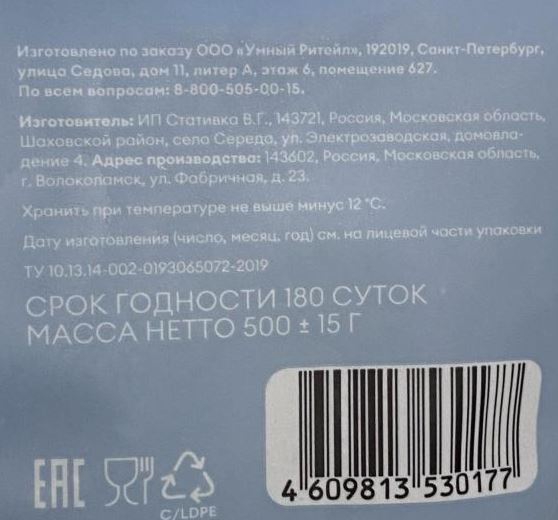 Изготовлено по заказу ООО «Умный Ритейл», 192019, Санкт-Петербург,
улица Седова, дом 11, литер А, этаж 6, помещение 627.
По всем вопросам: 8-800-505-00-15.
Изготовитель: ИП Стативка В.Г., 143721, Россия, Московская область,
Шаховской район, село Середа, ул. Электрозаводская, домовла-
дение 4. Адрес производства: 143602, Россия, Московская область,
г. Волоколамск, ул. Фабричная, д. 23.
Хранить при температуре не выше минус 12 °С.
Дату изготовления (число, месяц, год) см. на лицевой части упаковки
ТУ 10.13.14-002-0193065072-2019
СРОК ГОДНОСТИ 180 СУТОК
МАССА НЕТТО 500 ± 15 Г
4 609813 530177
EAC
C/LDPE